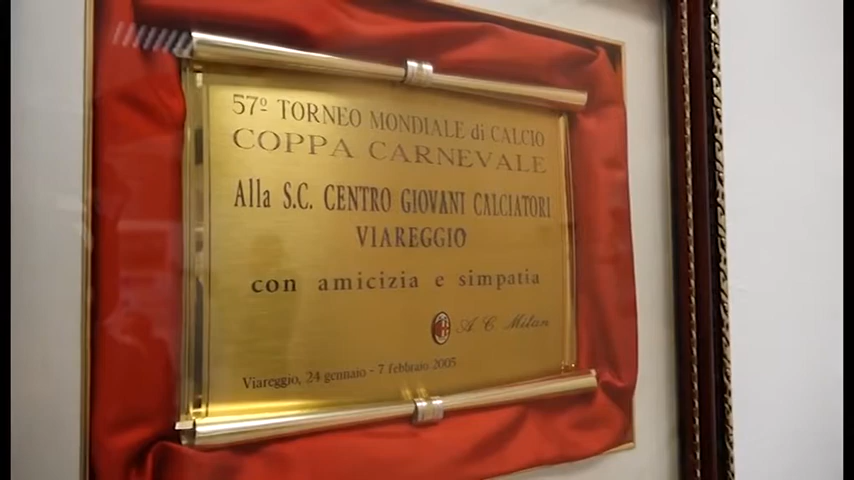 57º TORNEO MONDIALE di CALCIO
COPPA CARNEVALE
Alla S.C. CENTRO GIOVANI CALCIATORI
VIAREGGIO
con amicizia e simpatia
A C Milan
Viareggio, 24 gennaio - 7 febbraio 2005